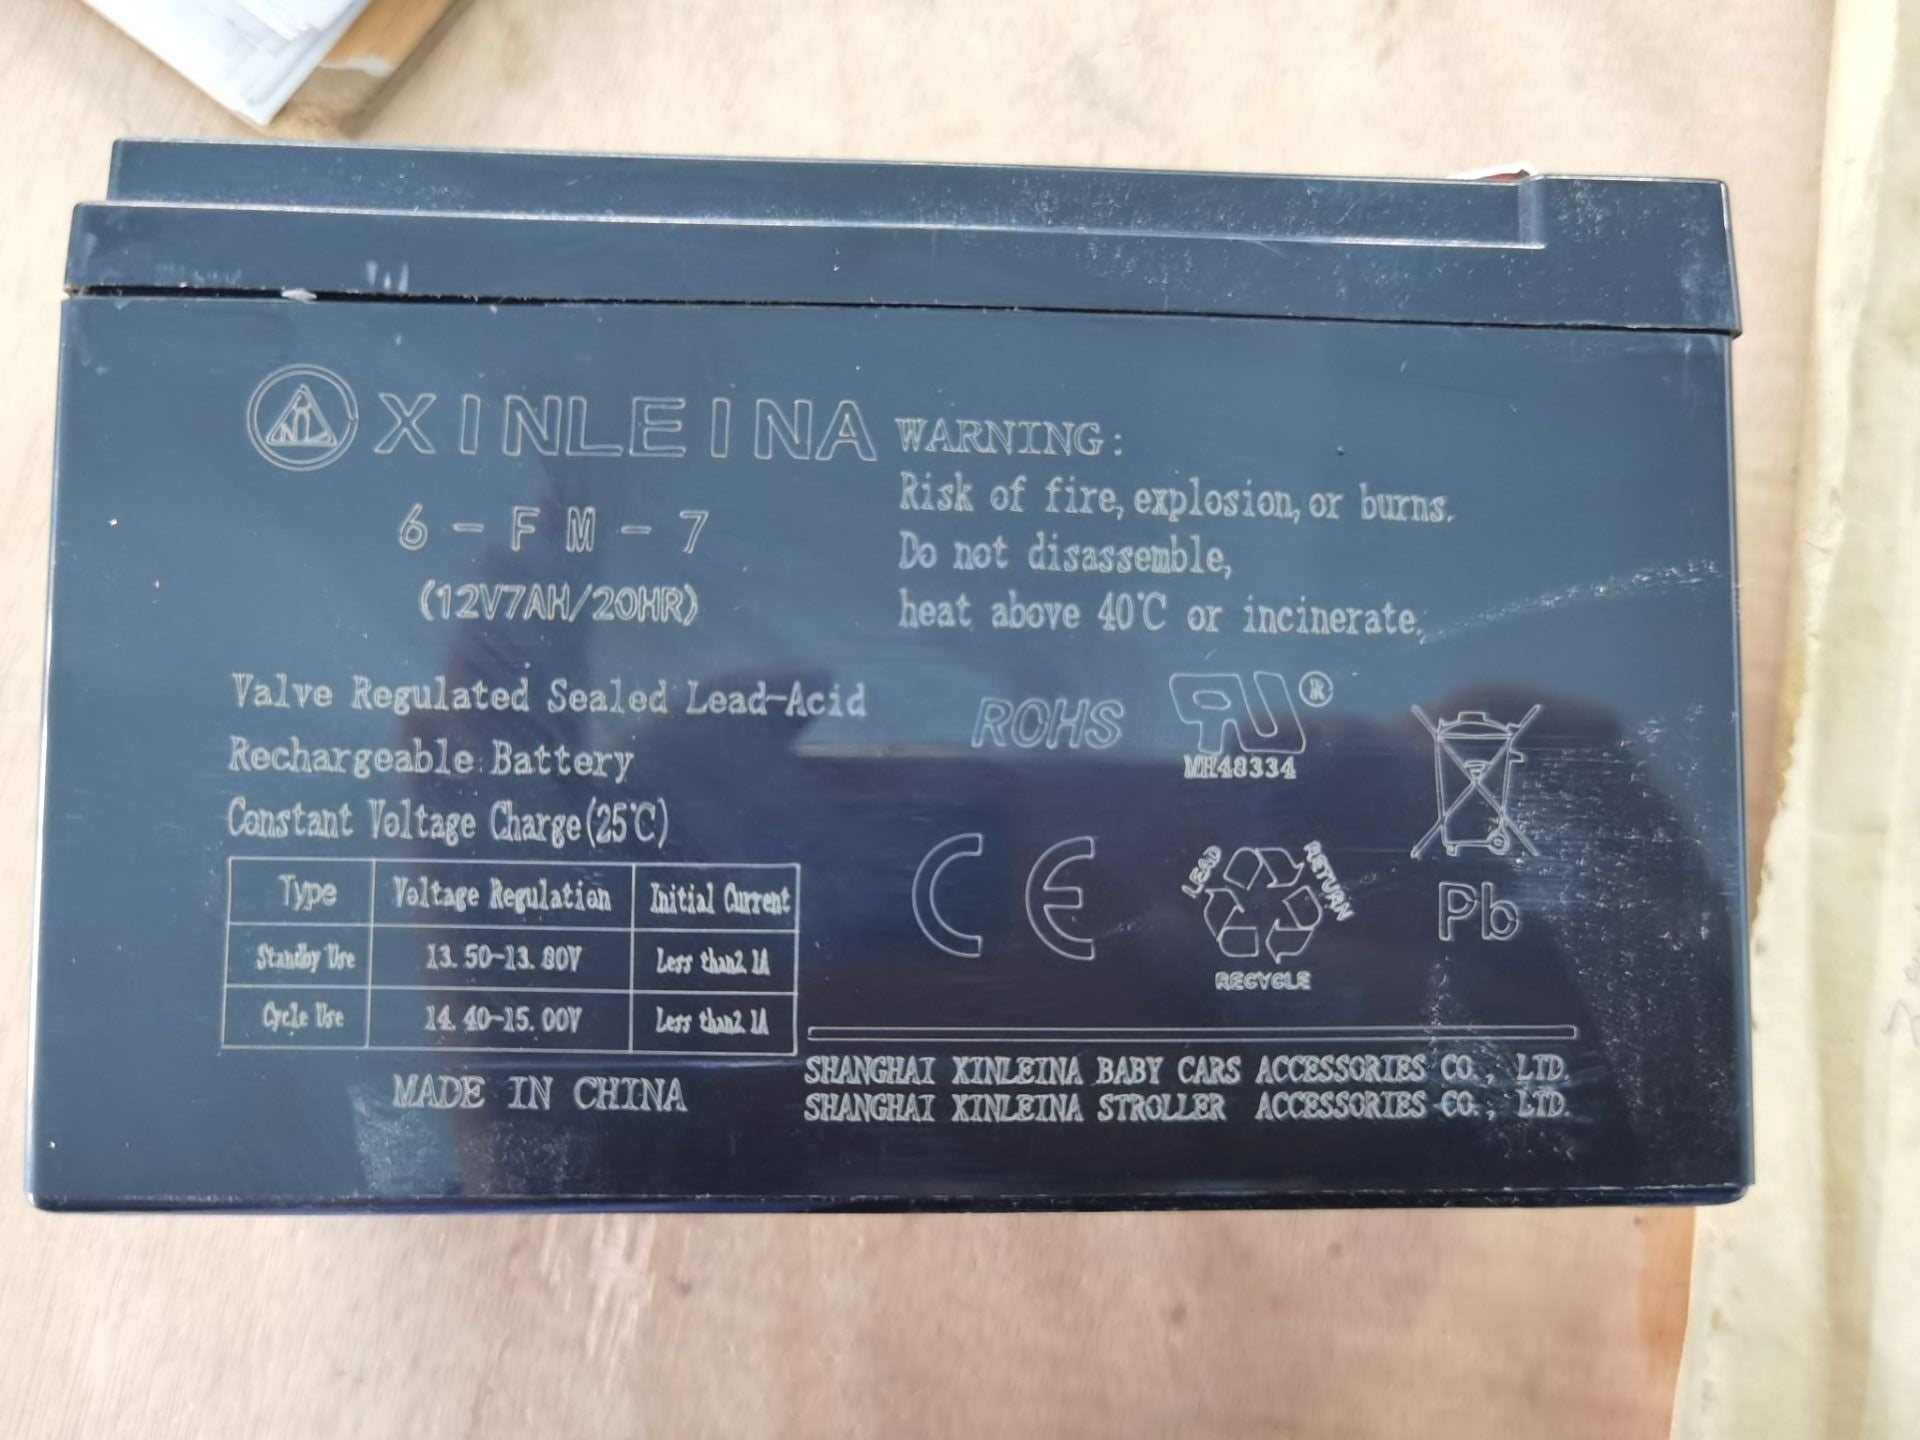 XINLEINA
6-FM-7
(12V7AH/20HR)
Valve Regulated Sealed Lead-Acid
Rechargeable Battery
Constant Voltage Charge(25℃)
Type Voltage Regulation Initial Current
Standby Use 13.50-13.80V Less than2.1A
Cycle Use 14.40-15.00V Less than2.1A
MADE IN CHINA
WARNING:
Risk of fire, explosion, or burns.
Do not disassemble,
heat above 40℃ or incinerate.
ROHS
®
MH48334
CE
LEAD RETURN
RECYCLE
Pb
SHANGHAI XINLEINA BABY CARS ACCESSORIES CO., LTD.
SHANGHAI XINLEINA STROLLER ACCESSORIES CO., LTD.